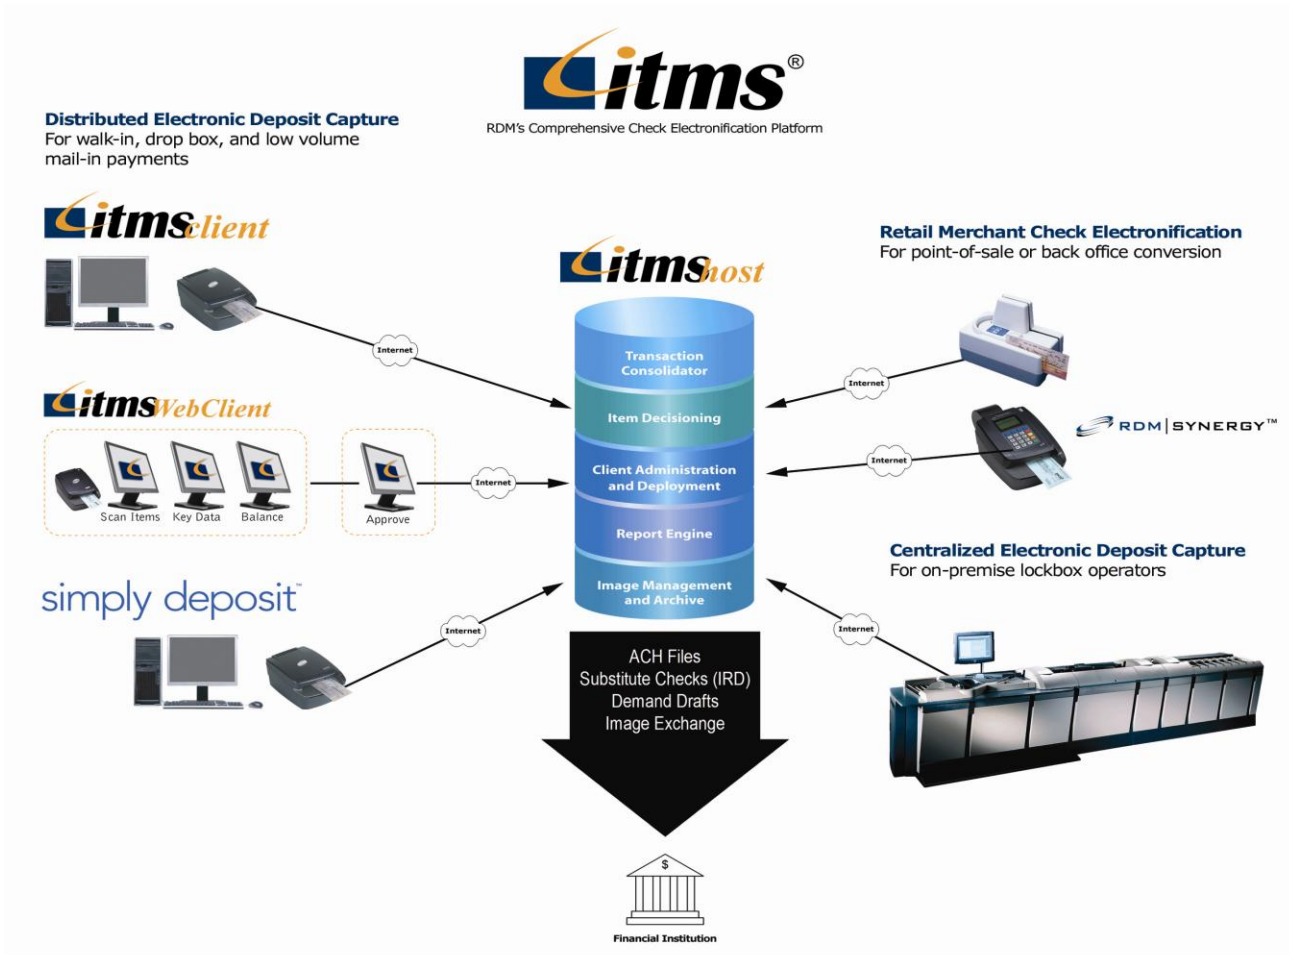 itms®
RDM's Comprehensive Check Electronification Platform
Distributed Electronic Deposit Capture
For walk-in, drop box, and low volume
mail-in payments
itmsclient
Internet
itmsWebClient
Scan Items
Key Data
Balance
Approve
Internet
simply deposit™
Internet
itmshost
Transaction
Consolidator
Item Decisioning
Client Administration
and Deployment
Report Engine
Image Management
and Archive
ACH Files
Substitute Checks (IRD)
Demand Drafts
Image Exchange
$
Financial Institution
Retail Merchant Check Electronification
For point-of-sale or back office conversion
Internet
RDM|SYNERGY™
Internet
Centralized Electronic Deposit Capture
For on-premise lockbox operators
Internet